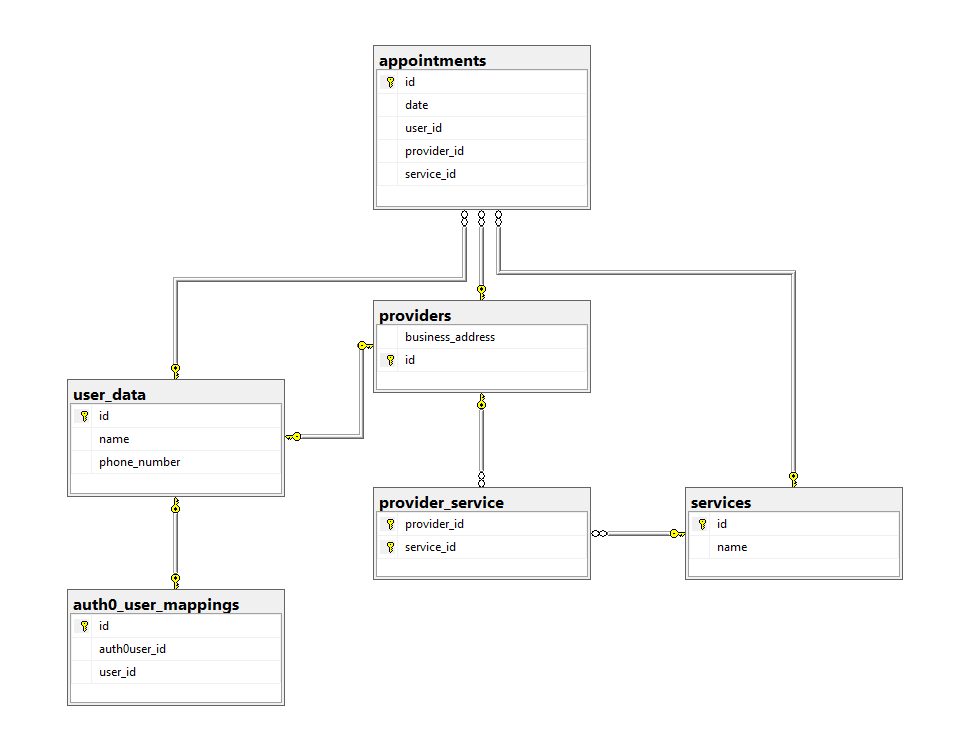 appointments
id
date
user_id
provider_id
service_id
providers
business_address
id
user_data
id
name
phone_number
provider_service
provider_id
service_id
services
id
name
auth0_user_mappings
id
auth0user_id
user_id